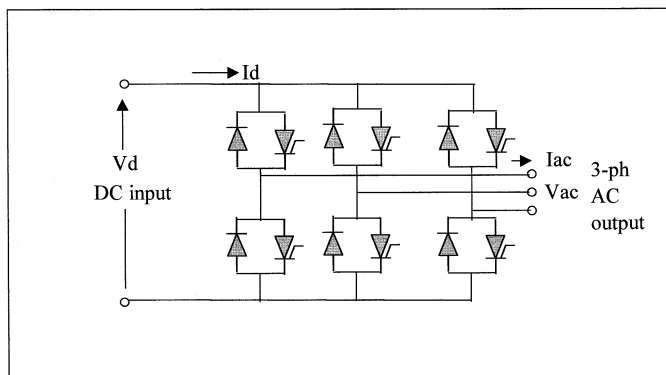 Id
Vd
DC input
Iac
Vac
3-ph
AC
output